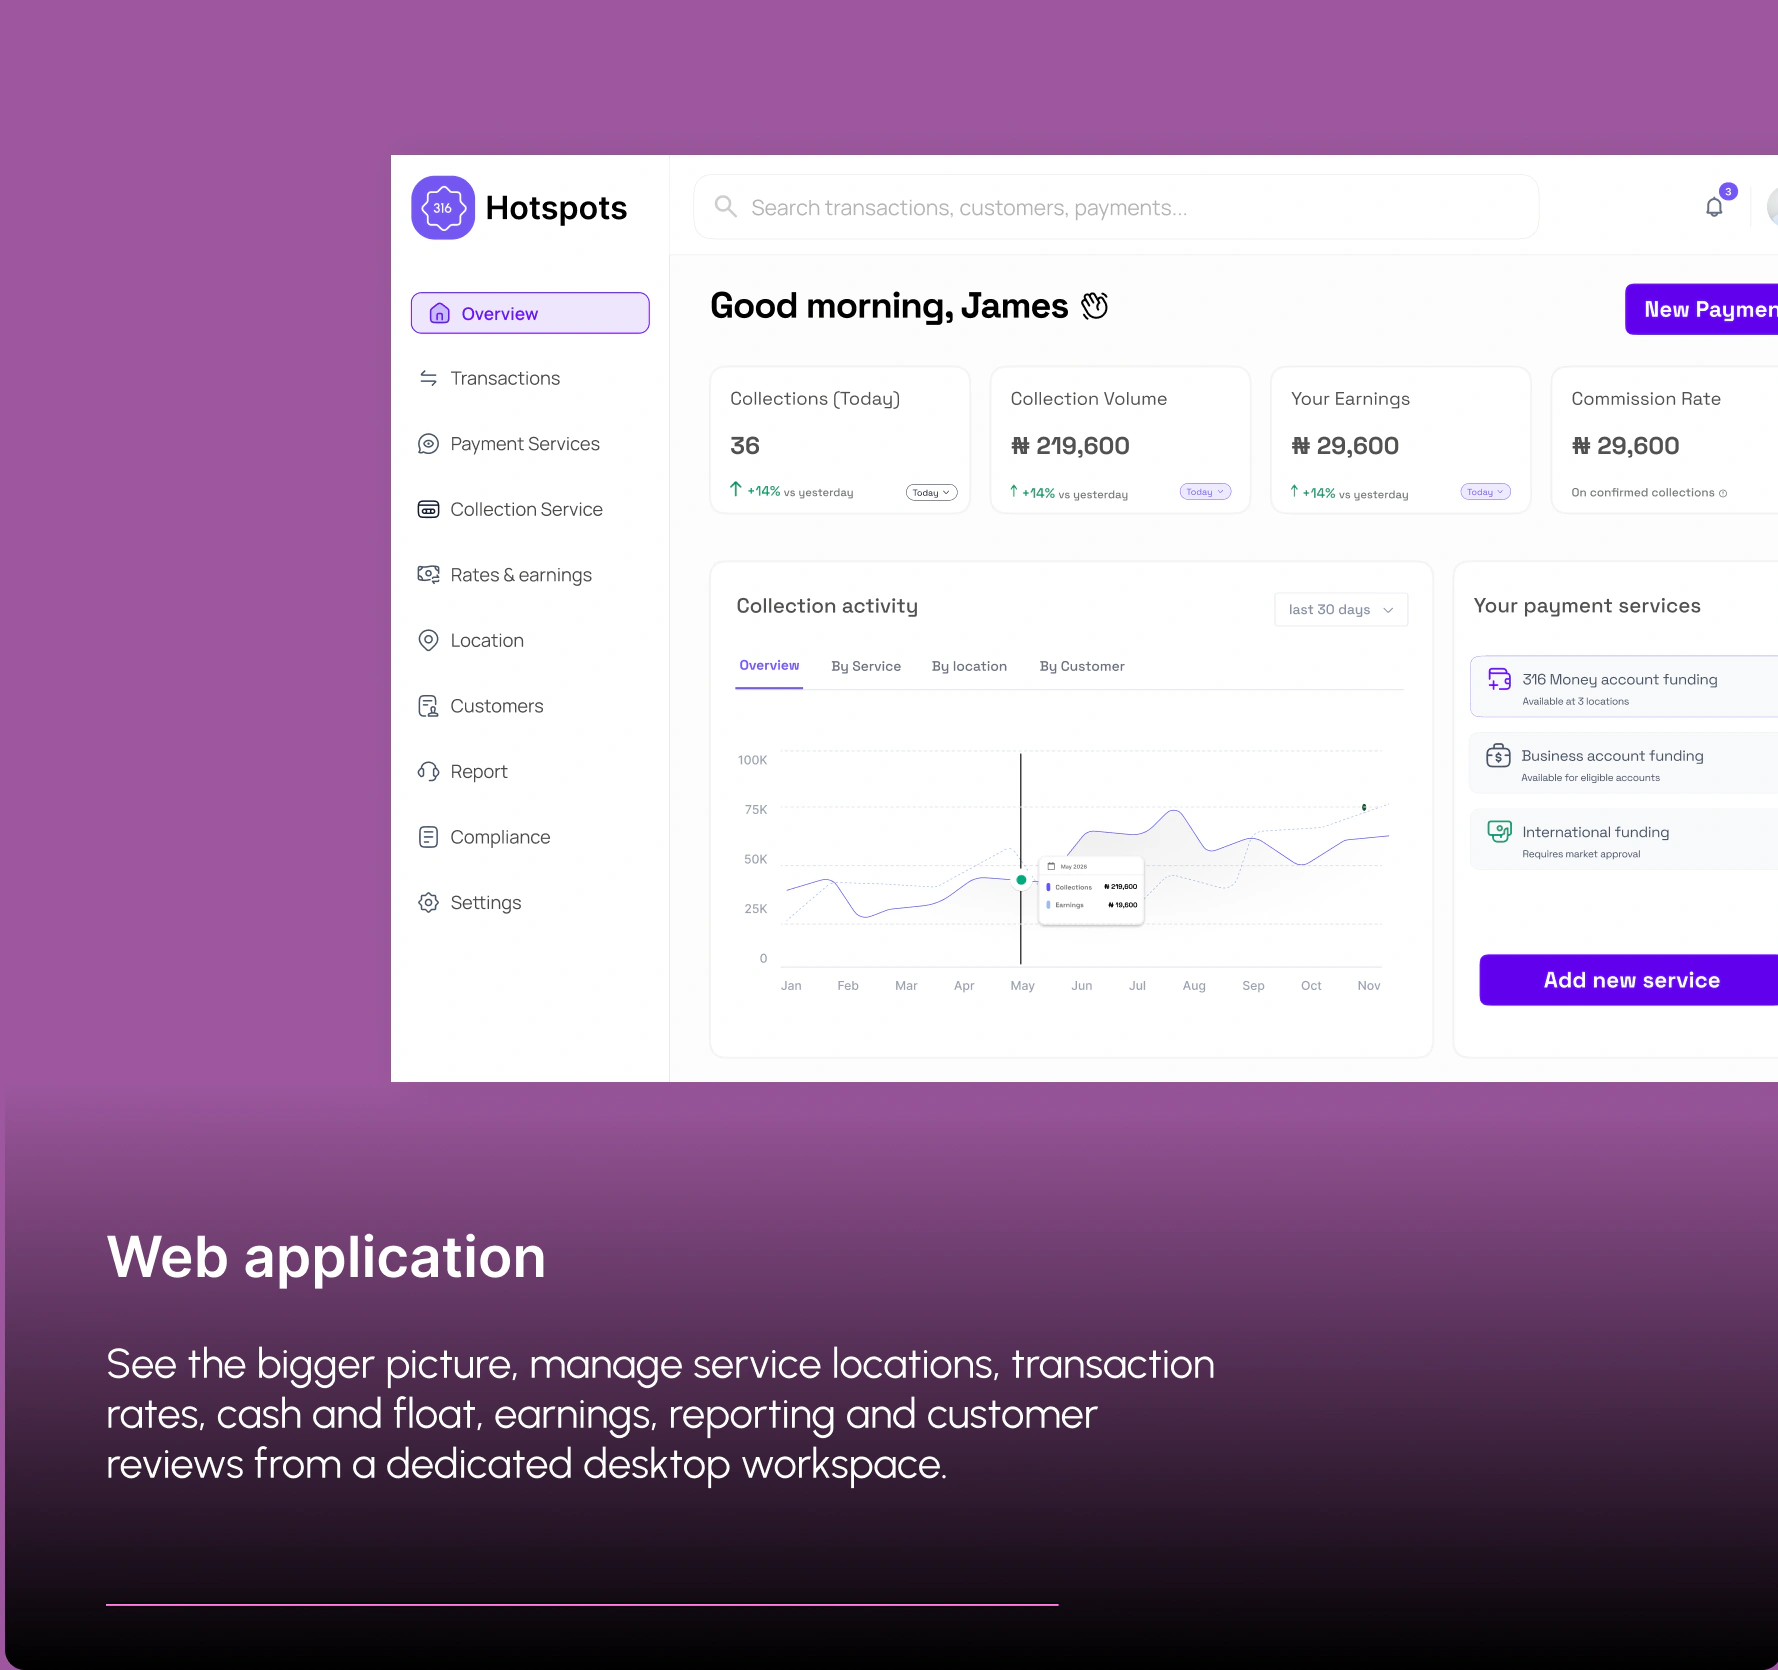 316 Hotspots
Search transactions, customers, payments...
3
Overview
Transactions
Payment Services
Collection Service
Rates & earnings
Location
Customers
Report
Compliance
Settings
Good morning, James
New Paymen
Collections (Today)
36
+14% vs yesterday
Today
Collection Volume
₦ 219,600
+14% vs yesterday
Today
Your Earnings
₦ 29,600
+14% vs yesterday
Today
Commission Rate
₦ 29,600
On confirmed collections
Collection activity
last 30 days
Overview By Service By location By Customer
100K
75K
50K
25K
0
May 2026
Collections ₦ 219,600
Earnings ₦ 19,600
Jan Feb Mar Apr May Jun Jul Aug Sep Oct Nov
Your payment services
316 Money account funding
Available at 3 locations
Business account funding
Available for eligible accounts
International funding
Requires market approval
Add new service
Web application
See the bigger picture, manage service locations, transaction
rates, cash and float, earnings, reporting and customer
reviews from a dedicated desktop workspace.